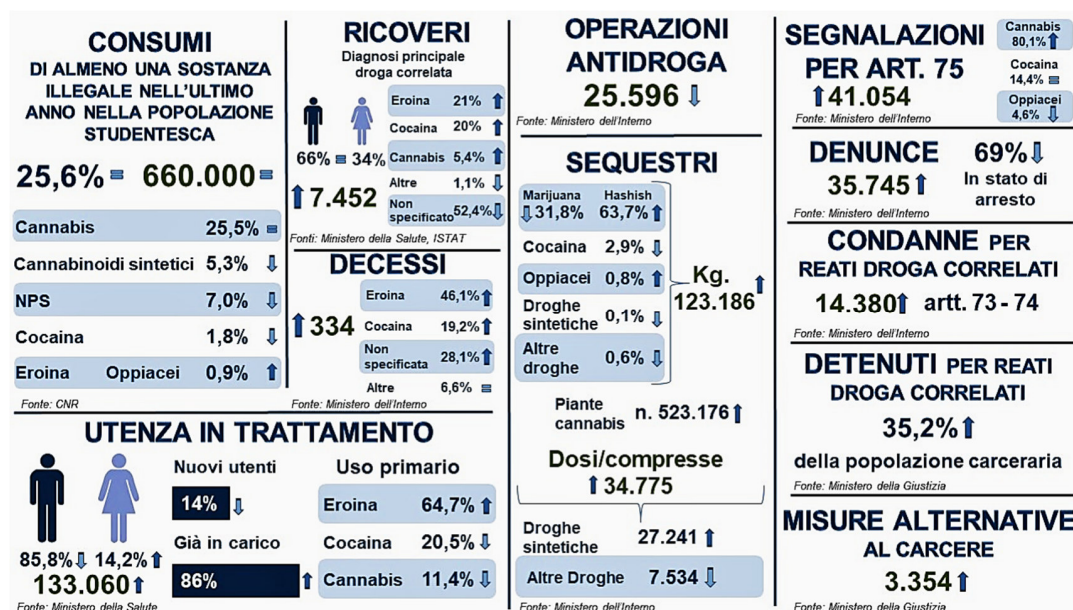 CONSUMI
DI ALMENO UNA SOSTANZA
ILLEGALE NELL'ULTIMO
ANNO NELLA POPOLAZIONE
STUDENTESCA
25,6% = 660.000 =
Cannabis 25,5% =
Cannabinoidi sintetici 5,3% ⬇
NPS 7,0% ⬇
Cocaina 1,8% ⬇
Eroina Oppiacei 0,9% ⬆
Fonte: CNR
RICOVERI
Diagnosi principale
droga correlata
66% = 34%
⬆ 7.452
Eroina 21% ⬆
Cocaina 20% ⬆
Cannabis 5,4% ⬆
Altre 1,1% ⬇
Non
specificato 52,4% ⬇
Fonti: Ministero della Salute, ISTAT
DECESSI
⬆ 334
Eroina 46,1% ⬆
Cocaina 19,2% ⬆
Non
specificata 28,1% ⬆
Altre 6,6% =
Fonte: Ministero dell'Interno
UTENZA IN TRATTAMENTO
85,8% ⬇ 14,2% ⬆
133.060 ⬆
Nuovi utenti
14% ⬇
Già in carico
86% ⬆
Uso primario
Eroina 64,7% ⬆
Cocaina 20,5% ⬇
Cannabis 11,4% ⬇
Fonte: Ministero della Salute
OPERAZIONI
ANTIDROGA
25.596 ⬇
Fonte: Ministero dell'Interno
SEQUESTRI
Marijuana Hashish
⬇ 31,8% 63,7% ⬆
Cocaina 2,9% ⬇
Oppiacei 0,8% ⬆
Droghe
sintetiche 0,1% ⬇
Altre
droghe 0,6% ⬇
Kg.
123.186 ⬆
Piante
cannabis n. 523.176 ⬆
Dosi/compresse
⬆ 34.775
Droghe
sintetiche 27.241 ⬆
Altre Droghe 7.534 ⬇
Fonte: Ministero dell'Interno
SEGNALAZIONI
PER ART. 75
⬆ 41.054
Fonte: Ministero dell'Interno
Cannabis
80,1% ⬆
Cocaina
14,4% =
Oppiacei
4,6% ⬇
DENUNCE
35.745 ⬆
69% ⬇
In stato di
arresto
Fonte: Ministero dell'Interno
CONDANNE PER
REATI DROGA CORRELATI
14.380 ⬆ artt. 73 - 74
Fonte: Ministero dell'Interno
DETENUTI PER REATI
DROGA CORRELATI
35,2% ⬆
della popolazione carceraria
Fonte: Ministero della Giustizia
MISURE ALTERNATIVE
AL CARCERE
3.354 ⬆
Fonte: Ministero della Giustizia